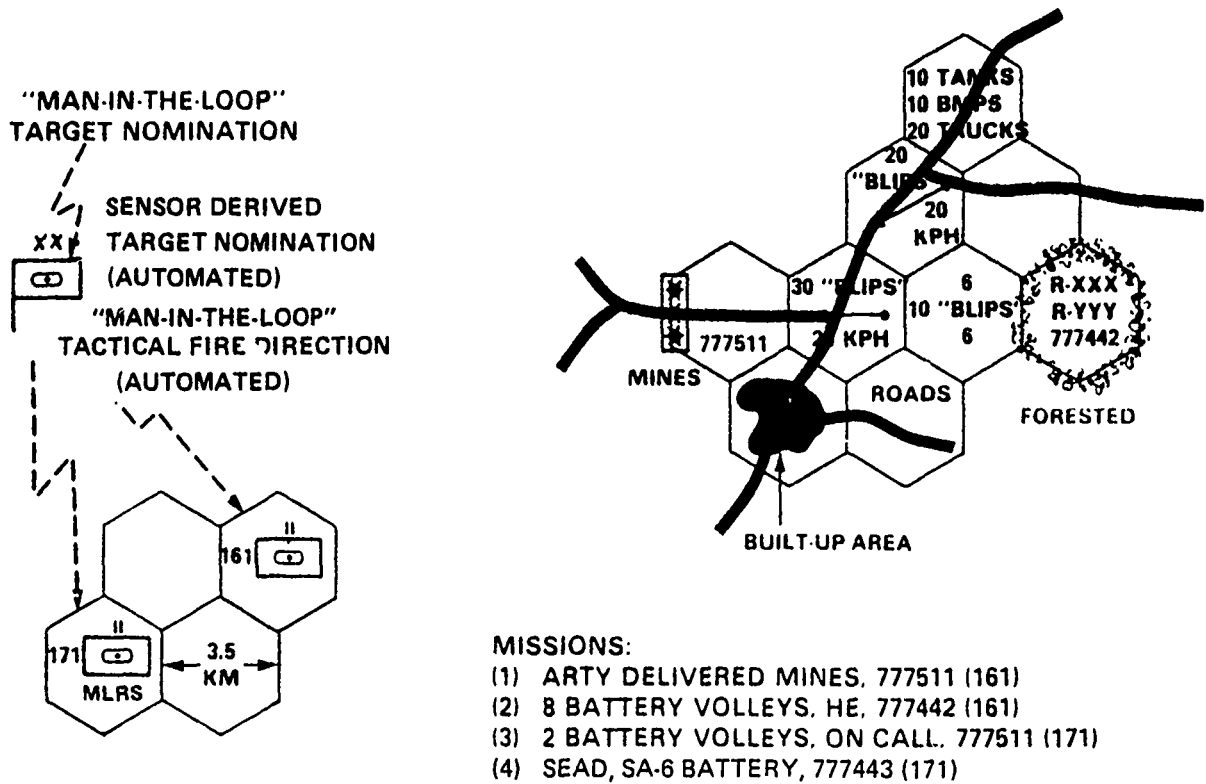 "MAN-IN-THE-LOOP"
TARGET NOMINATION
SENSOR DERIVED
XX TARGET NOMINATION
(AUTOMATED)
"MAN-IN-THE-LOOP"
TACTICAL FIRE DIRECTION
(AUTOMATED)
161
II
171
II
MLRS
3.5
KM
10 TANKS
10 BMPS
20 TRUCKS
20
"BLIPS"
20
KPH
30 "BLIPS"
KPH
6
10 "BLIPS"
6
R-XXX
R-YYY
777442
777511
MINES
ROADS
FORESTED
BUILT-UP AREA
MISSIONS:
(1) ARTY DELIVERED MINES, 777511 (161)
(2) 8 BATTERY VOLLEYS, HE, 777442 (161)
(3) 2 BATTERY VOLLEYS, ON CALL, 777511 (171)
(4) SEAD, SA-6 BATTERY, 777443 (171)